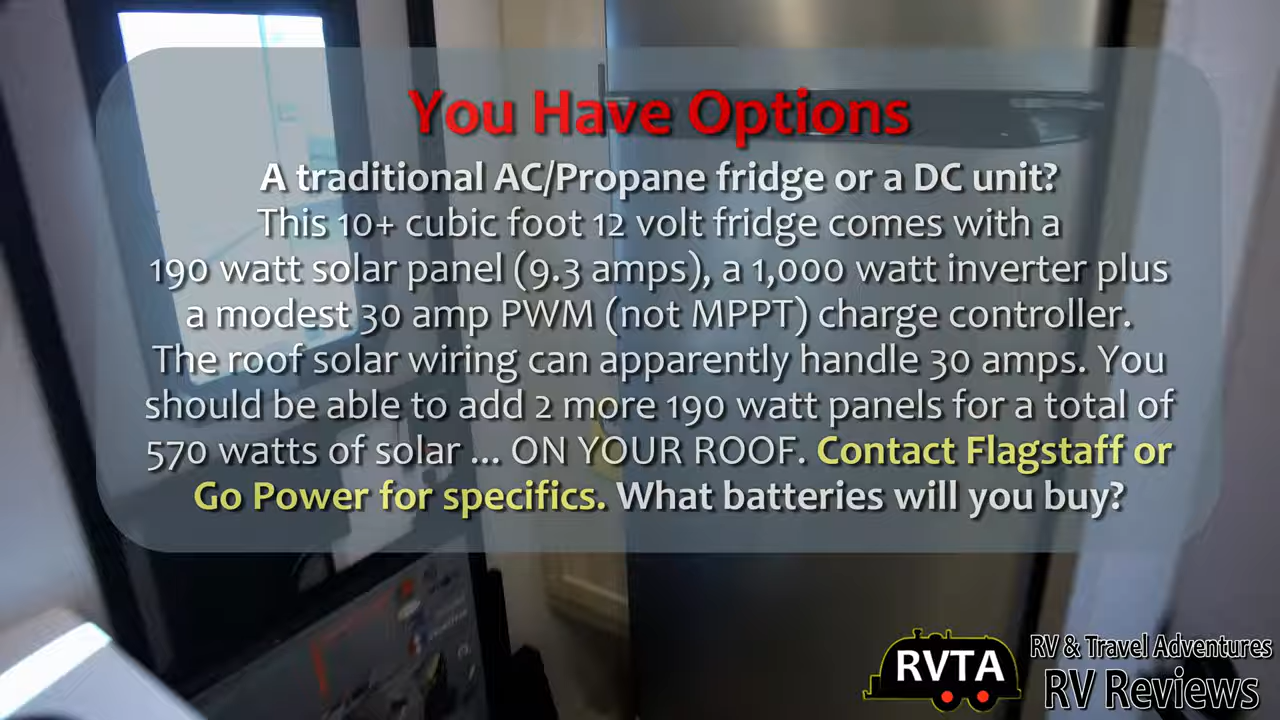 You Have Options
A traditional AC/Propane fridge or a DC unit?
This 10+ cubic foot 12 volt fridge comes with a
190 watt solar panel (9.3 amps), a 1,000 watt inverter plus
a modest 30 amp PWM (not MPPT) charge controller.
The roof solar wiring can apparently handle 30 amps. You
should be able to add 2 more 190 watt panels for a total of
570 watts of solar ... ON YOUR ROOF. Contact Flagstaff or
Go Power for specifics. What batteries will you buy?
RVTA
RV & Travel Adventures
RV Reviews